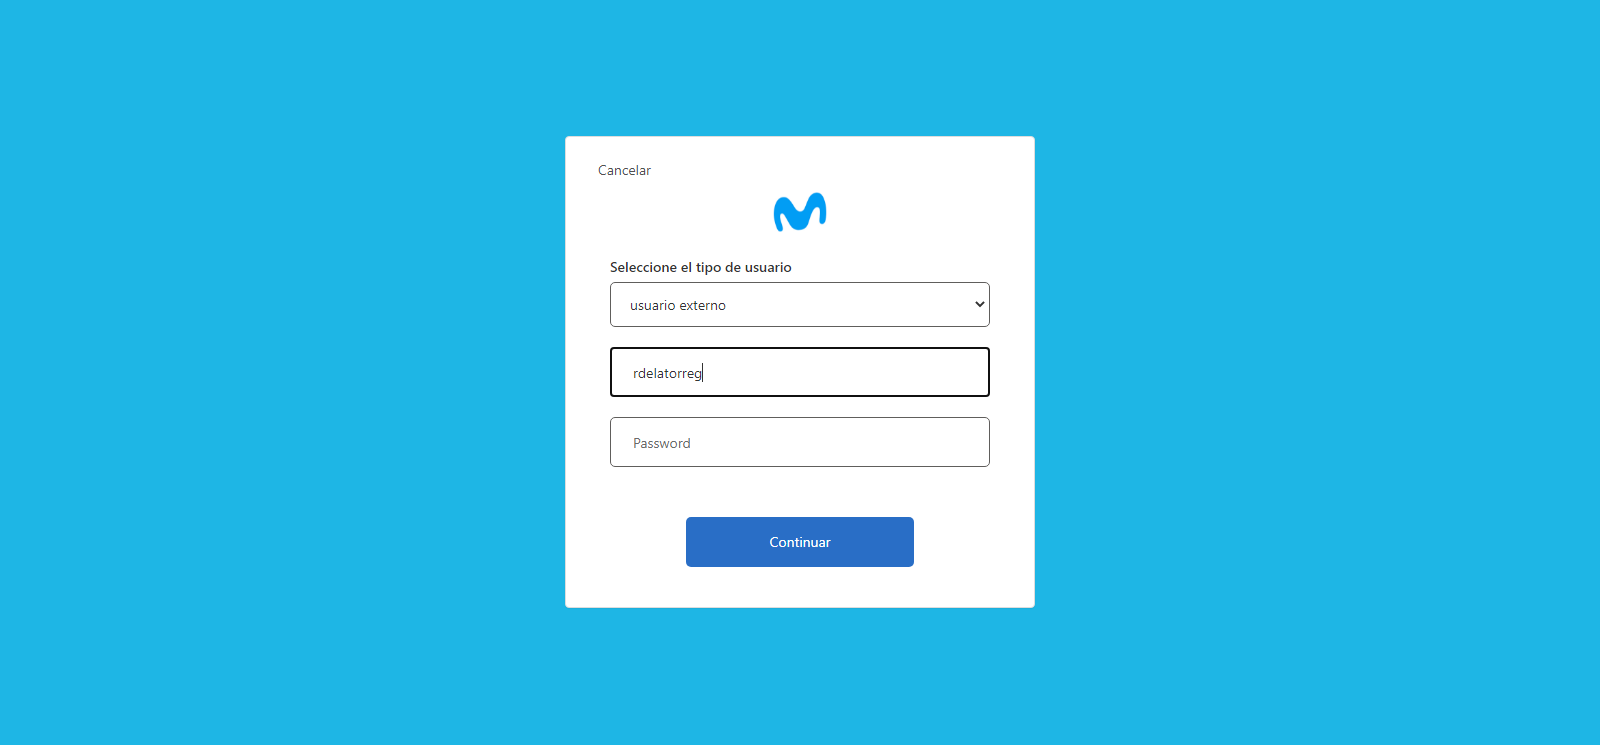 Cancelar
Seleccione el tipo de usuario
usuario externo
rdelatorreg
Password
Continuar